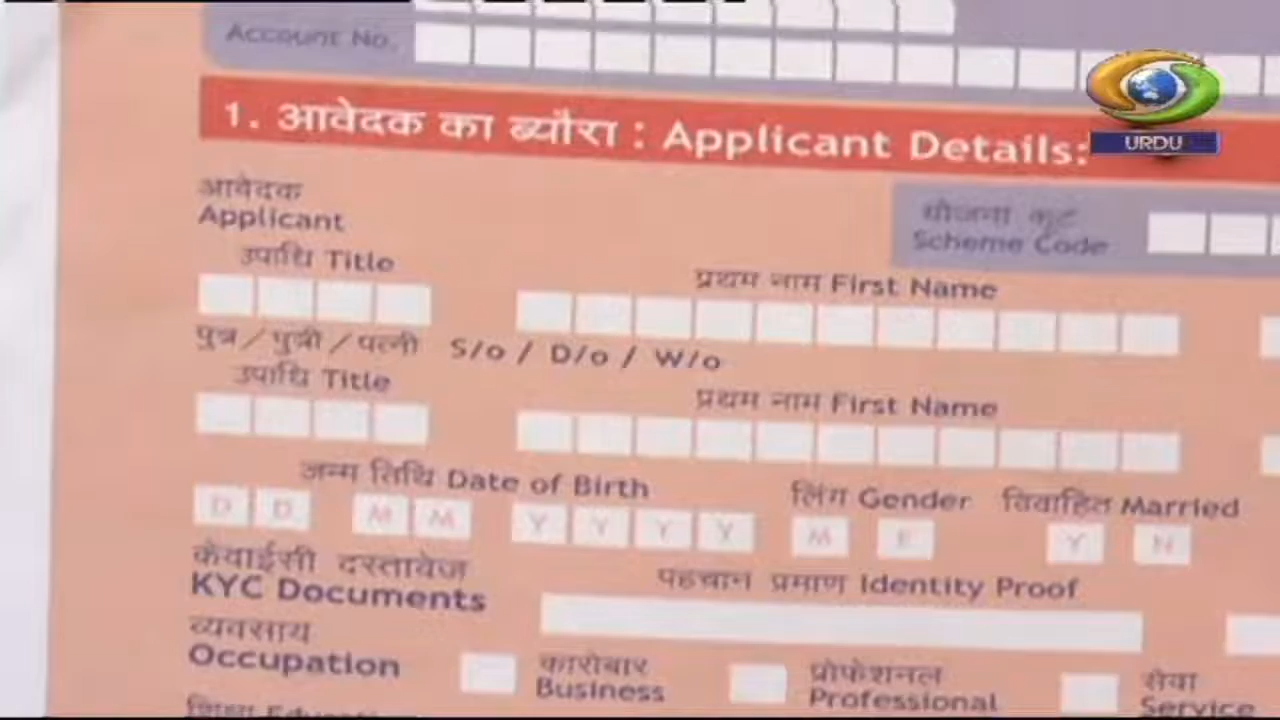 Account No.
1. आवेदक का ब्यौरा : Applicant Details:
URDU
आवेदक
Applicant
योजना कूट
Scheme Code
उपाधि Title
प्रथम नाम First Name
पुत्र / पुत्री / पत्नी S/o / D/o / W/o
उपाधि Title
प्रथम नाम First Name
जन्म तिथि Date of Birth
लिंग Gender
विवाहित Married
D D M M Y Y Y Y M F Y N
केवाईसी दस्तावेज
KYC Documents
पहचान प्रमाण Identity Proof
व्यवसाय
Occupation
कारोबार
Business
प्रोफेशनल
Professional
सेवा
Service